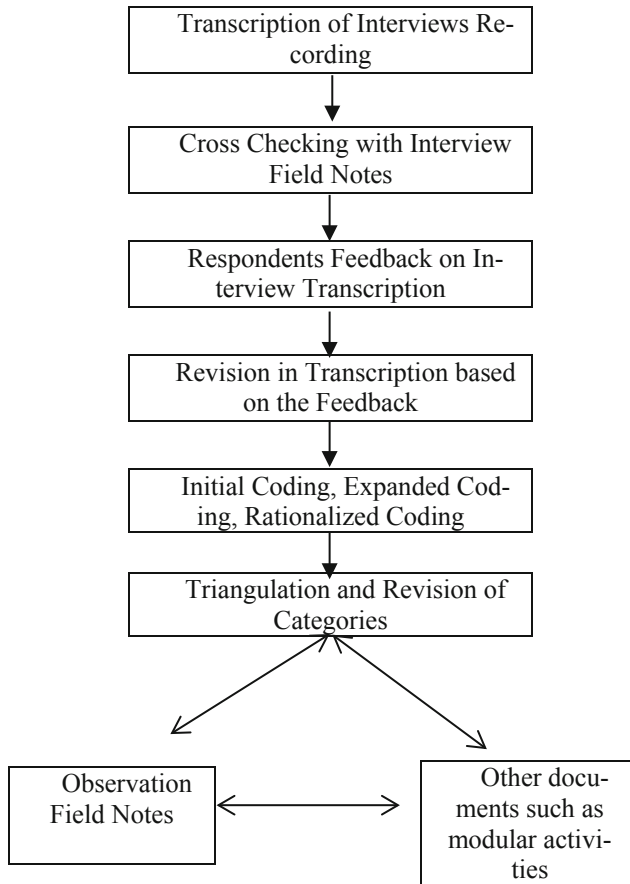 Transcription of Interviews Re-
cording
Cross Checking with Interview
Field Notes
Respondents Feedback on In-
terview Transcription
Revision in Transcription based
on the Feedback
Initial Coding, Expanded Cod-
ing, Rationalized Coding
Triangulation and Revision of
Categories
Observation
Field Notes
Other docu-
ments such as
modular activi-
ties